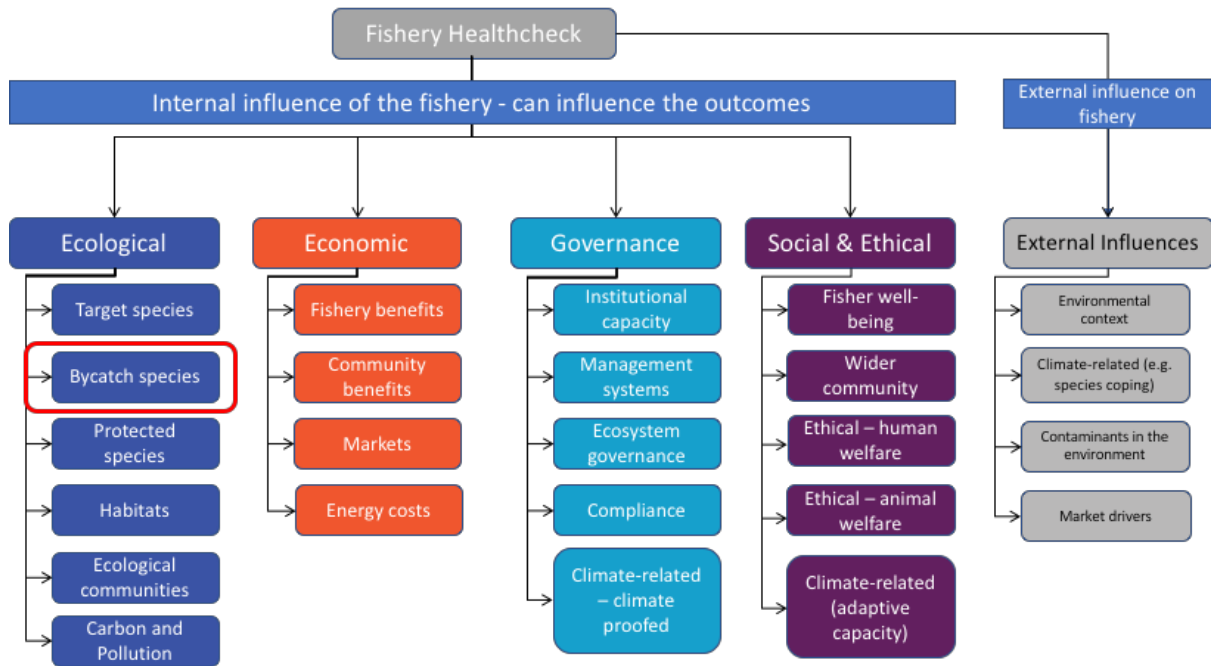 Fishery Healthcheck
Internal influence of the fishery - can influence the outcomes
External influence on
fishery
Ecological
Target species
Bycatch species
Protected
species
Habitats
Ecological
communities
Carbon and
Pollution
Economic
Fishery benefits
Community
benefits
Markets
Energy costs
Governance
Institutional
capacity
Management
systems
Ecosystem
governance
Compliance
Climate-related
– climate
proofed
Social & Ethical
Fisher well-
being
Wider
community
Ethical – human
welfare
Ethical – animal
welfare
Climate-related
(adaptive
capacity)
External Influences
Environmental
context
Climate-related (e.g.
species coping)
Contaminants in the
environment
Market drivers